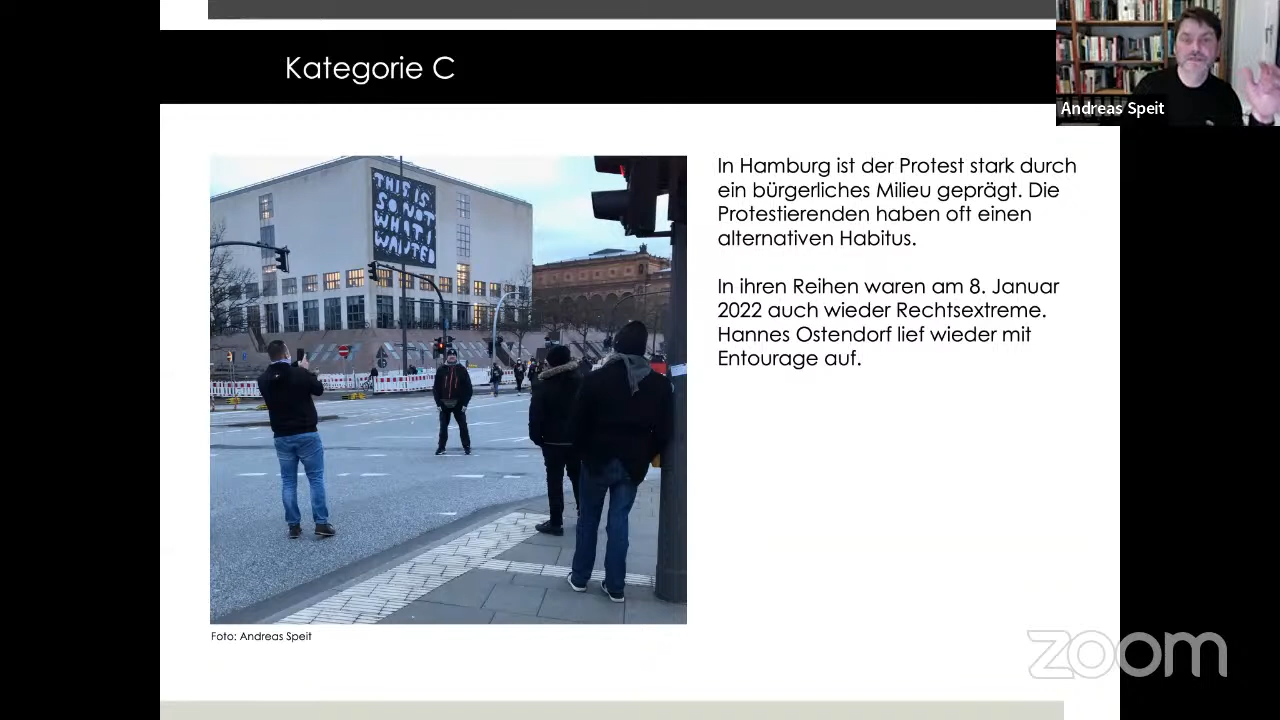 Kategorie C
Andreas Speit
THIS IS
SO NOT
WHAT I
WANTED
In Hamburg ist der Protest stark durch
ein bürgerliches Milieu geprägt. Die
Protestierenden haben oft einen
alternativen Habitus.
In ihren Reihen waren am 8. Januar
2022 auch wieder Rechtsextreme.
Hannes Ostendorf lief wieder mit
Entourage auf.
Foto: Andreas Speit
zoom